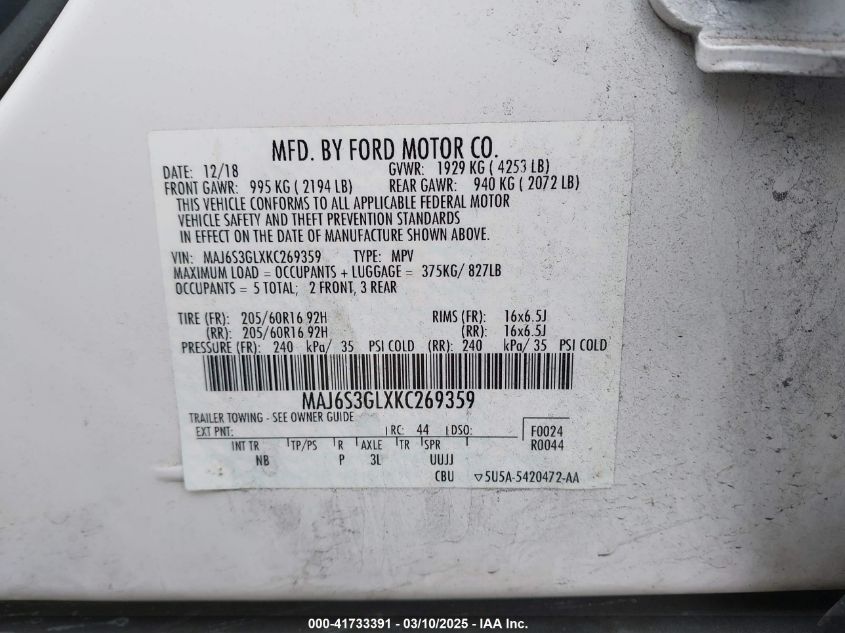 MFD. BY FORD MOTOR CO.
DATE: 12/18 GVWR: 1929 KG ( 4253 LB)
FRONT GAWR: 995 KG ( 2194 LB) REAR GAWR: 940 KG ( 2072 LB)
THIS VEHICLE CONFORMS TO ALL APPLICABLE FEDERAL MOTOR
VEHICLE SAFETY AND THEFT PREVENTION STANDARDS
IN EFFECT ON THE DATE OF MANUFACTURE SHOWN ABOVE.
VIN: MAJ6S3GLXKC269359 TYPE: MPV
MAXIMUM LOAD = OCCUPANTS + LUGGAGE = 375KG/ 827LB
OCCUPANTS = 5 TOTAL; 2 FRONT, 3 REAR
TIRE (FR): 205/60R16 92H RIMS (FR): 16x6.5J
(RR): 205/60R16 92H (RR): 16x6.5J
PRESSURE (FR): 240 kPa/ 35 PSI COLD (RR): 240 kPa/ 35 PSI COLD
MAJ6S3GLXKC269359
TRAILER TOWING - SEE OWNER GUIDE
EXT PNT: RC: 44 DSO: F0024
INT TR TP/PS R AXLE TR SPR R0044
NB P 3L UUJJ
CBU ▽5U5A-5420472-AA
000-41733391 - 03/10/2025 - IAA Inc.